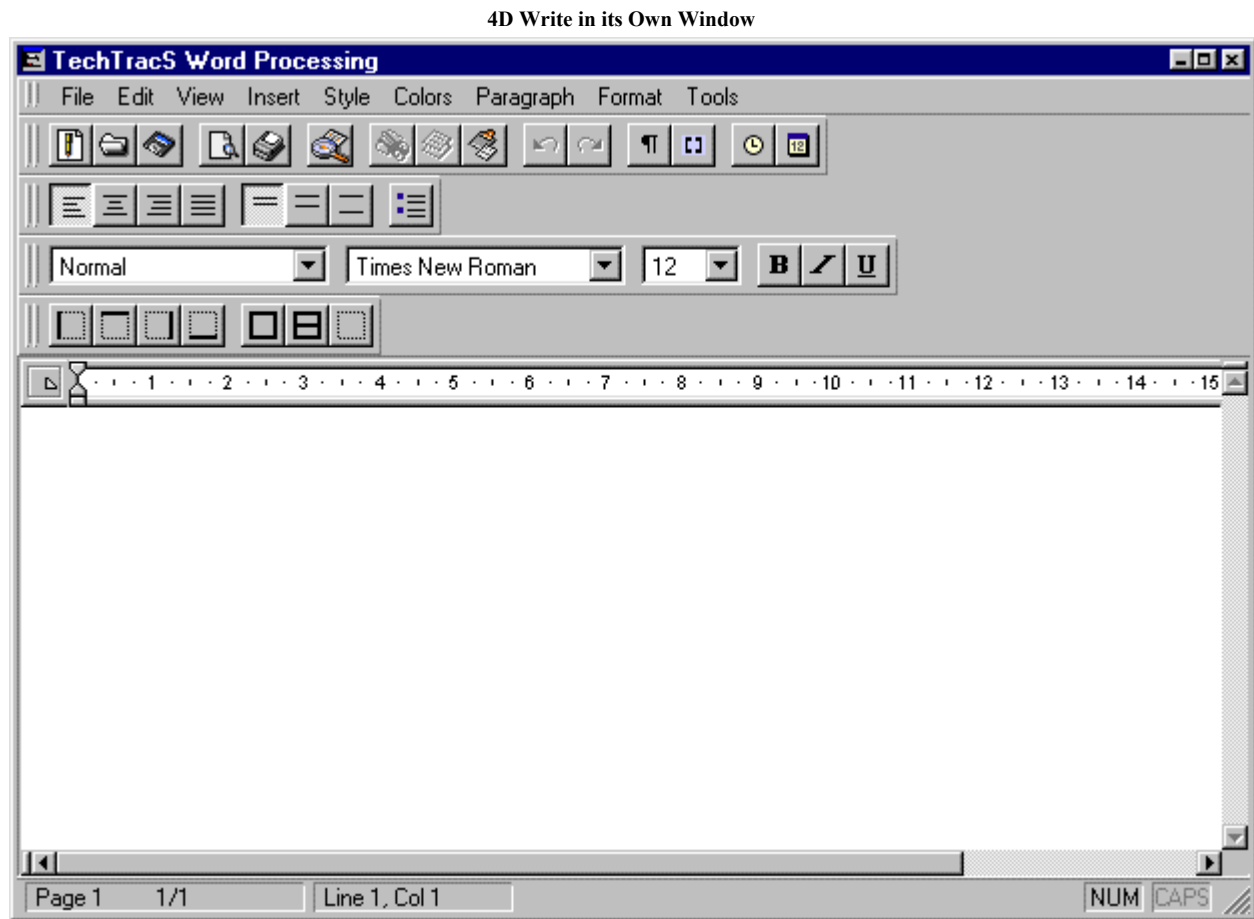 4D Write in its Own Window
TechTracS Word Processing
File Edit View Insert Style Colors Paragraph Format Tools
¶ 12
Normal Times New Roman 12 B I U
1 2 3 4 5 6 7 8 9 10 11 12 13 14 15
Page 1 1/1 Line 1, Col 1 NUM CAPS